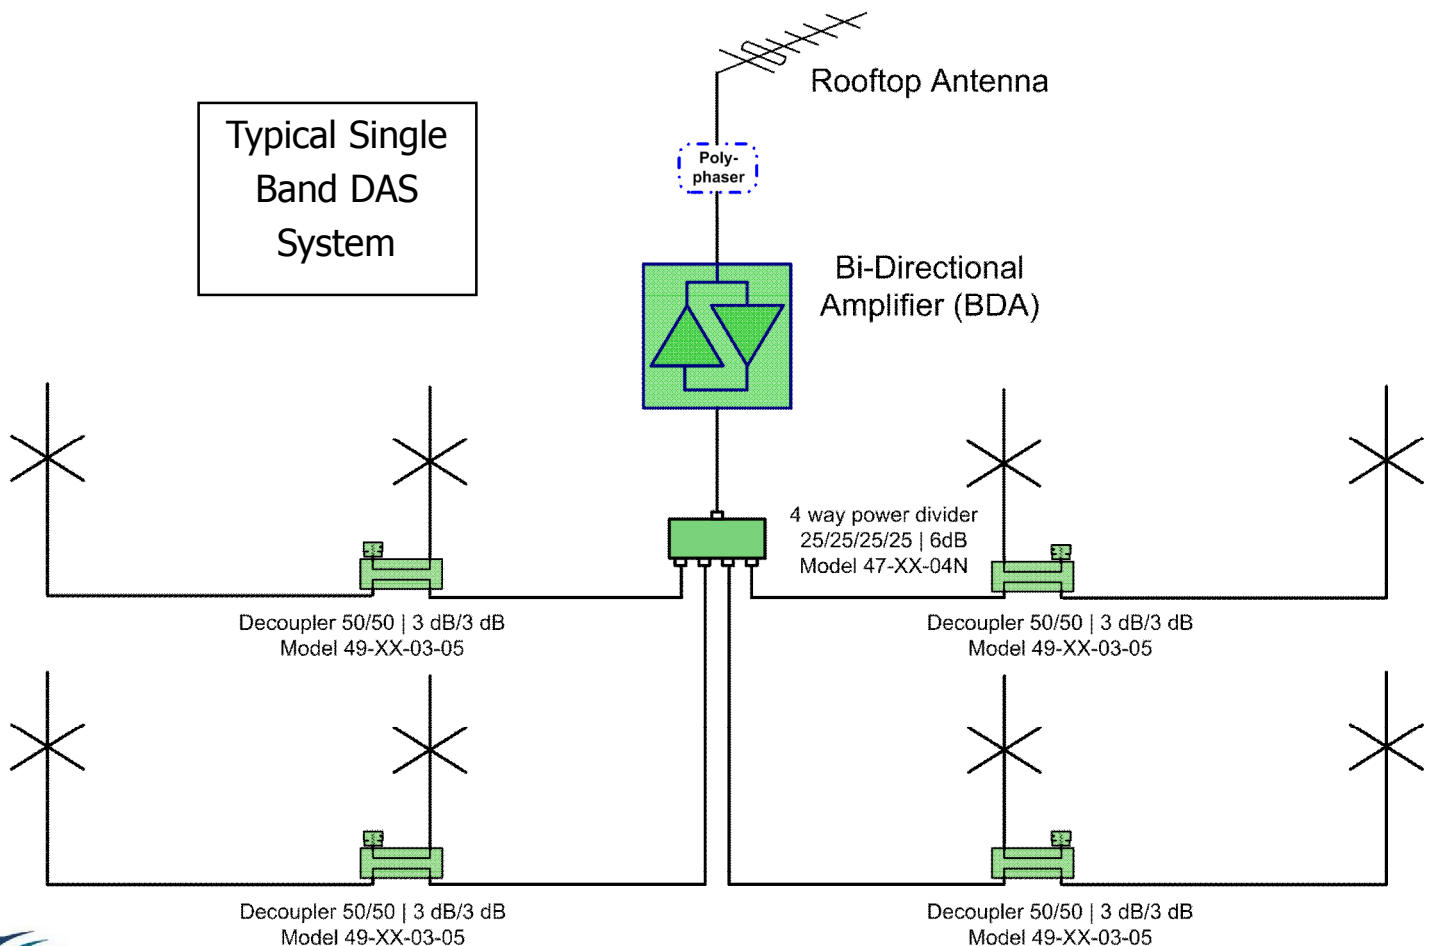 Rooftop Antenna
Typical Single
Band DAS
System
Poly-
phaser
Bi-Directional
Amplifier (BDA)
4 way power divider
25/25/25/25 | 6dB
Model 47-XX-04N
Decoupler 50/50 | 3 dB/3 dB
Model 49-XX-03-05
Decoupler 50/50 | 3 dB/3 dB
Model 49-XX-03-05
Decoupler 50/50 | 3 dB/3 dB
Model 49-XX-03-05
Decoupler 50/50 | 3 dB/3 dB
Model 49-XX-03-05